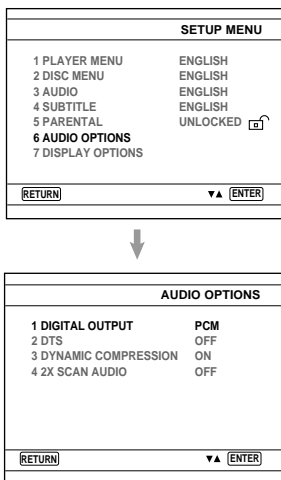 SETUP MENU
1 PLAYER MENU ENGLISH
2 DISC MENU ENGLISH
3 AUDIO ENGLISH
4 SUBTITLE ENGLISH
5 PARENTAL UNLOCKED
6 AUDIO OPTIONS
7 DISPLAY OPTIONS
RETURN ▼▲ ENTER
AUDIO OPTIONS
1 DIGITAL OUTPUT PCM
2 DTS OFF
3 DYNAMIC COMPRESSION ON
4 2X SCAN AUDIO OFF
RETURN ▼▲ ENTER